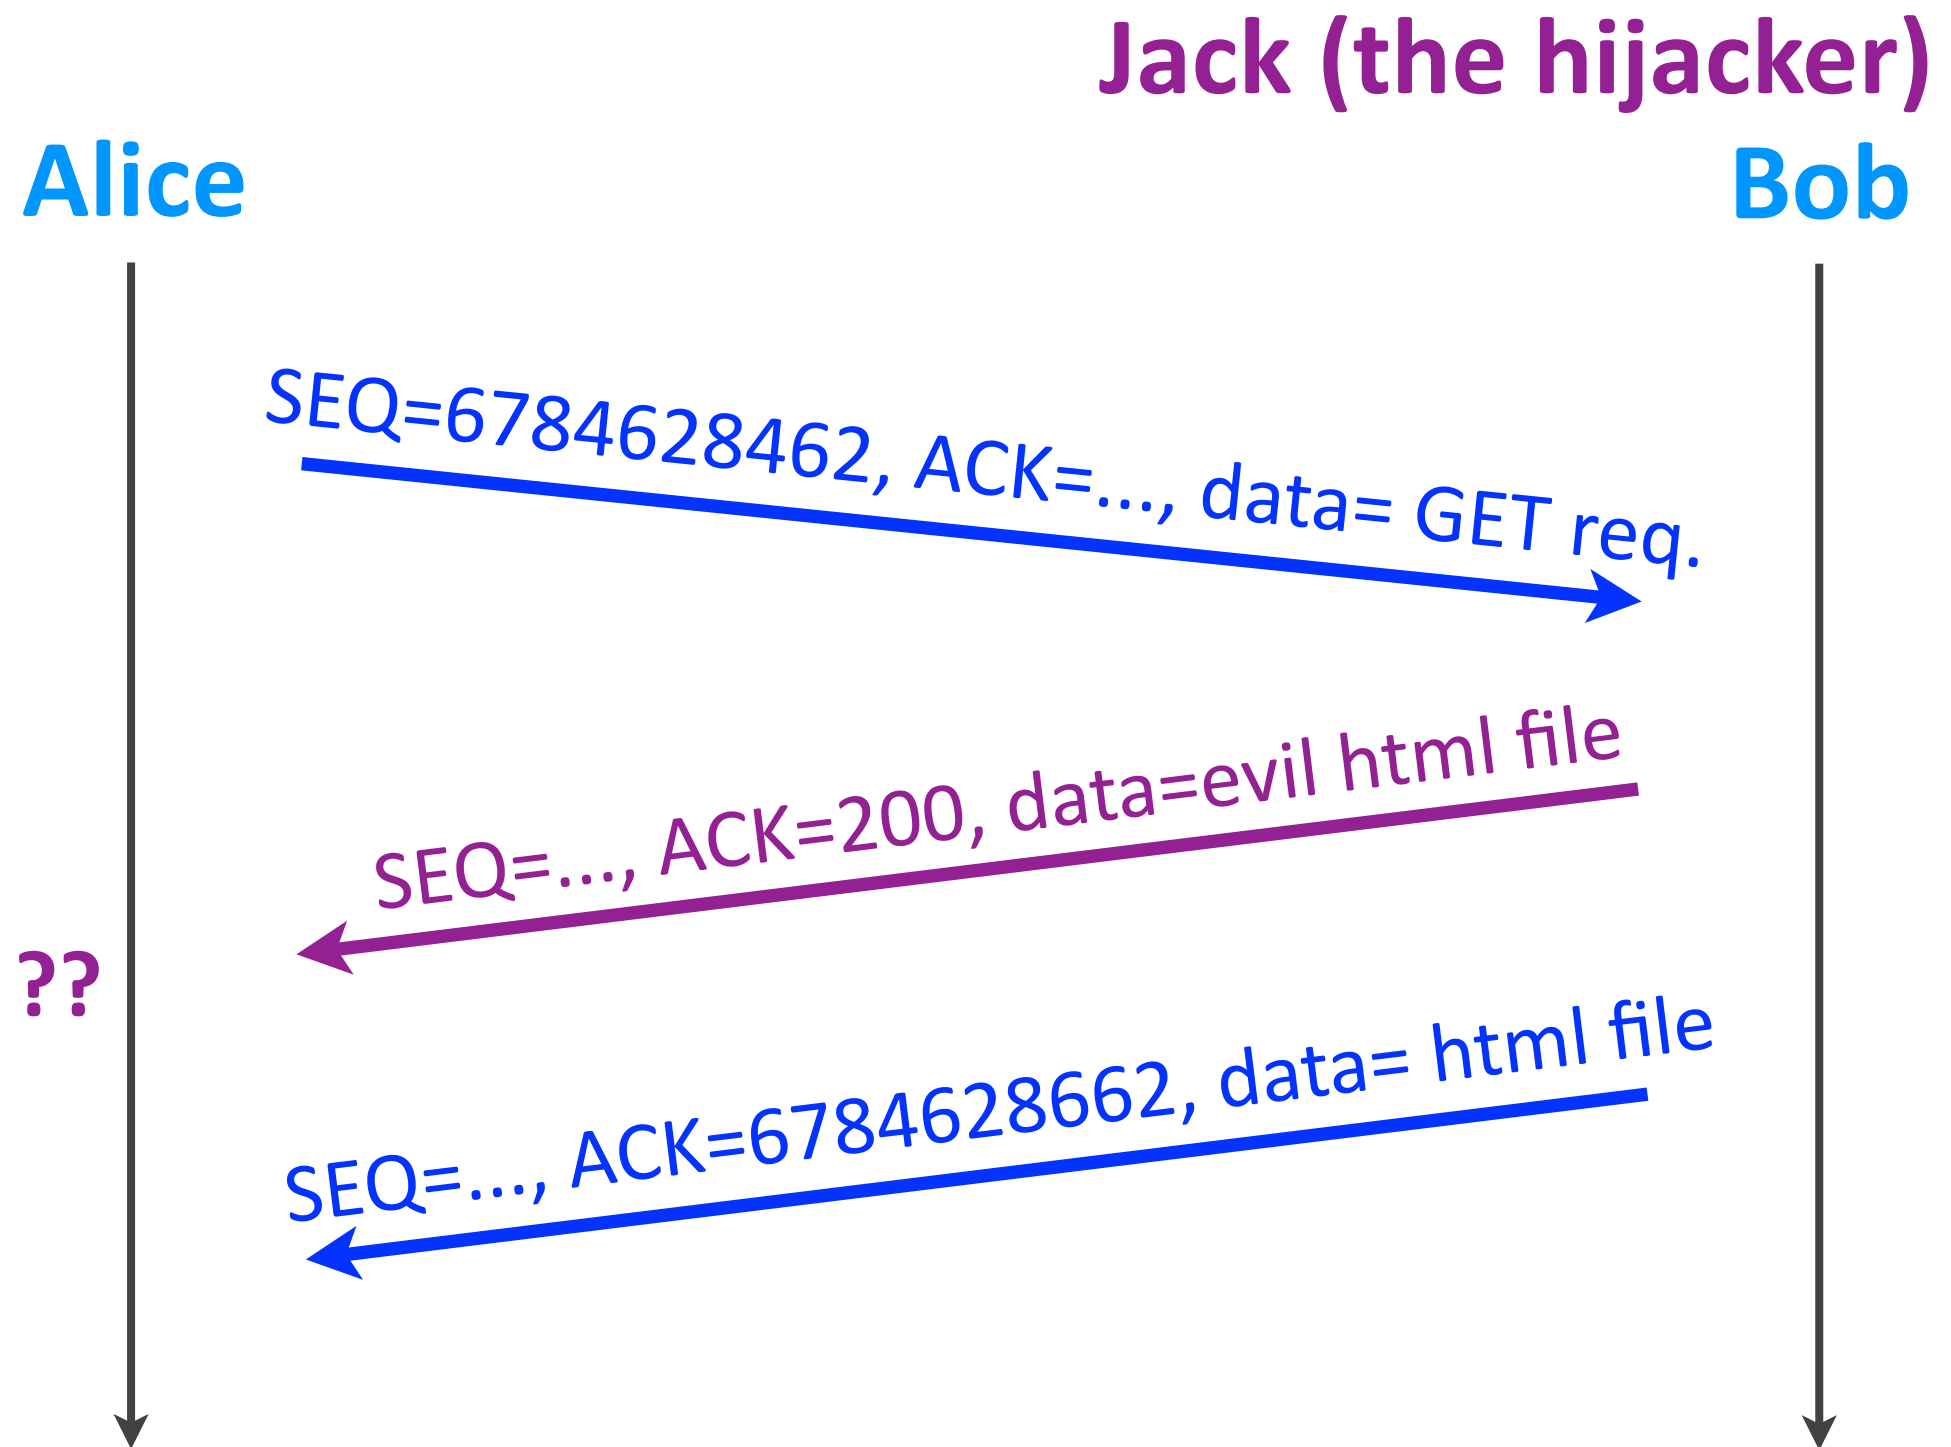 Jack (the hijacker)
Alice
Bob
SEQ=6784628462, ACK=..., data= GET req.
SEQ=..., ACK=200, data=evil html file
??
SEQ=..., ACK=6784628662, data= html file